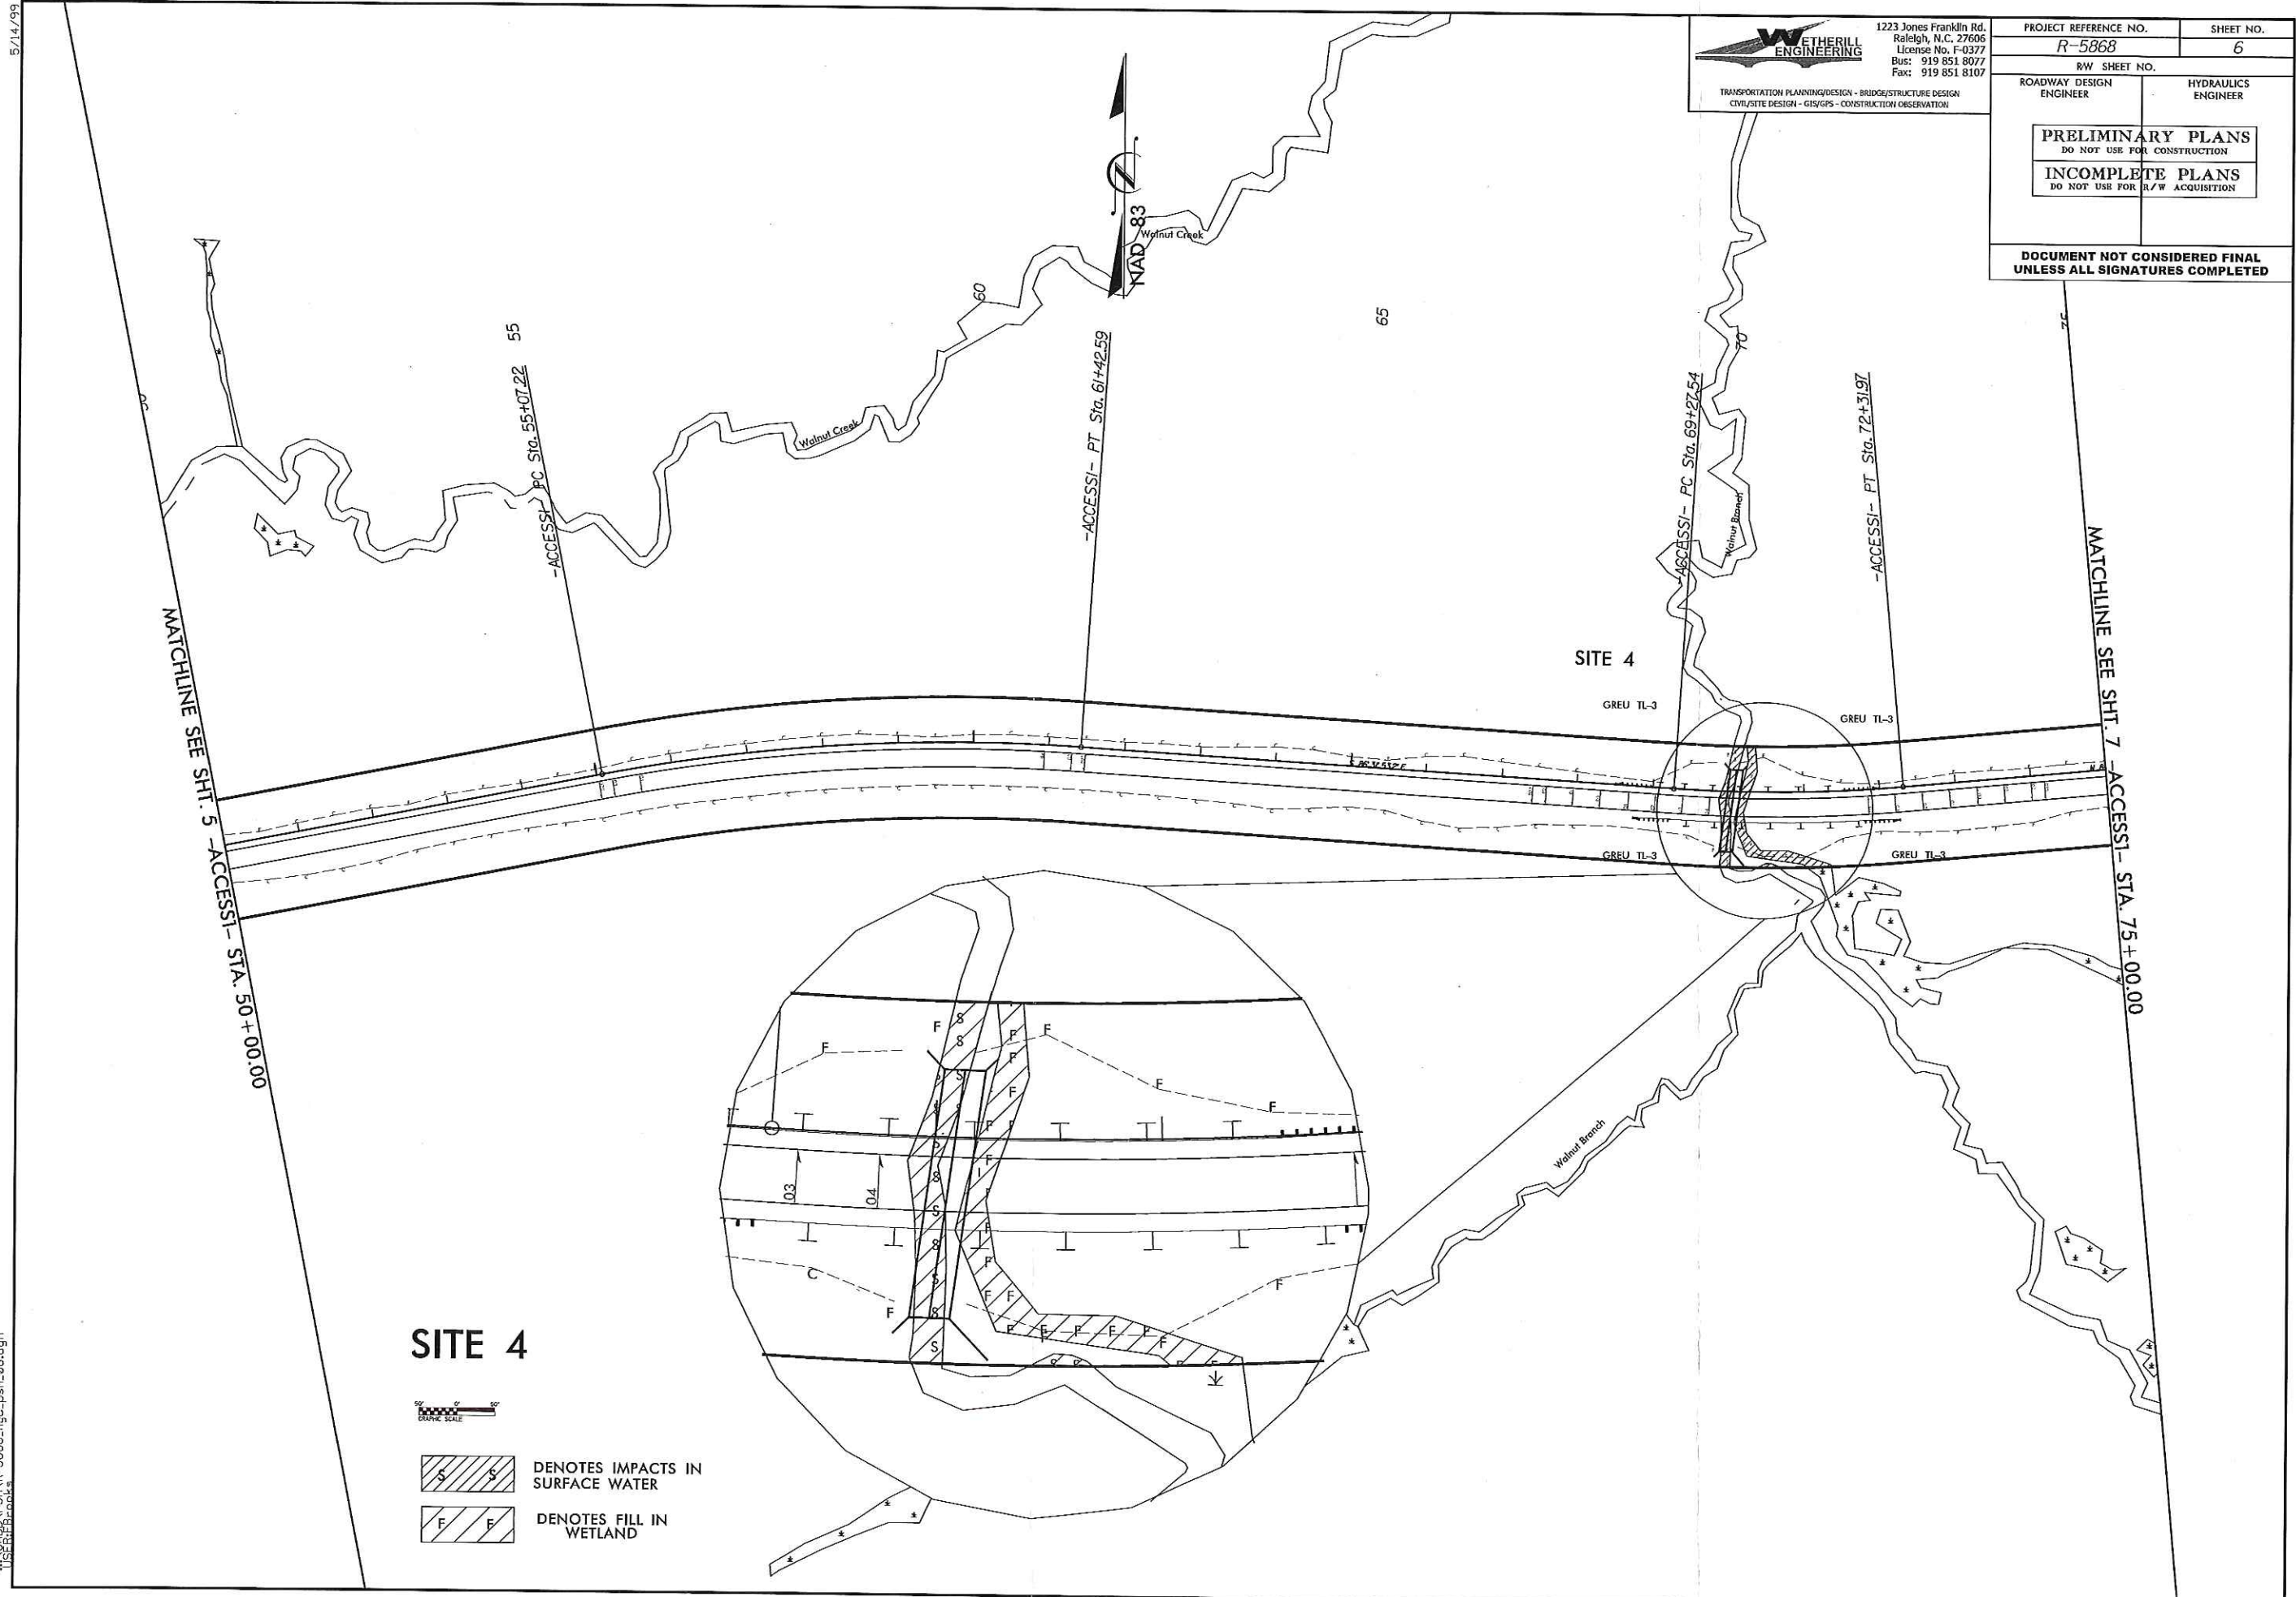 5/14/99
WETHERILL
ENGINEERING
1223 Jones Franklin Rd.
Raleigh, N.C. 27606
License No. F-0377
Bus: 919 851 8077
Fax: 919 851 8107
TRANSPORTATION PLANNING/DESIGN - BRIDGE/STRUCTURE DESIGN
CIVIL/SITE DESIGN - GIS/GPS - CONSTRUCTION OBSERVATION
PROJECT REFERENCE NO.
SHEET NO.
R-5868
6
R/W SHEET NO.
ROADWAY DESIGN
ENGINEER
HYDRAULICS
ENGINEER
PRELIMINARY PLANS
DO NOT USE FOR CONSTRUCTION
INCOMPLETE PLANS
DO NOT USE FOR R/W ACQUISITION
DOCUMENT NOT CONSIDERED FINAL
UNLESS ALL SIGNATURES COMPLETED
NAD 83
Walnut Creek
55
60
65
70
-ACCESS1- PC Sta. 55+07.22
Walnut Creek
-ACCESS1- PT Sta. 61+42.59
-ACCESS1- PC Sta. 69+27.54
Walnut Branch
-ACCESS1- PT Sta. 72+31.97
MATCHLINE SEE SHT. 5 -ACCESS1- STA. 50+00.00
MATCHLINE SEE SHT. 7 -ACCESS1- STA. 75+00.00
SITE 4
GREU TL-3
GREU TL-3
GREU TL-3
GREU TL-3
F
S
F
F
S
F
F
F
F
F
03
04
C
F
F
Walnut Branch
SITE 4
50' 0' 50'
GRAPHIC SCALE
S S
DENOTES IMPACTS IN
SURFACE WATER
F F
DENOTES FILL IN
WETLAND